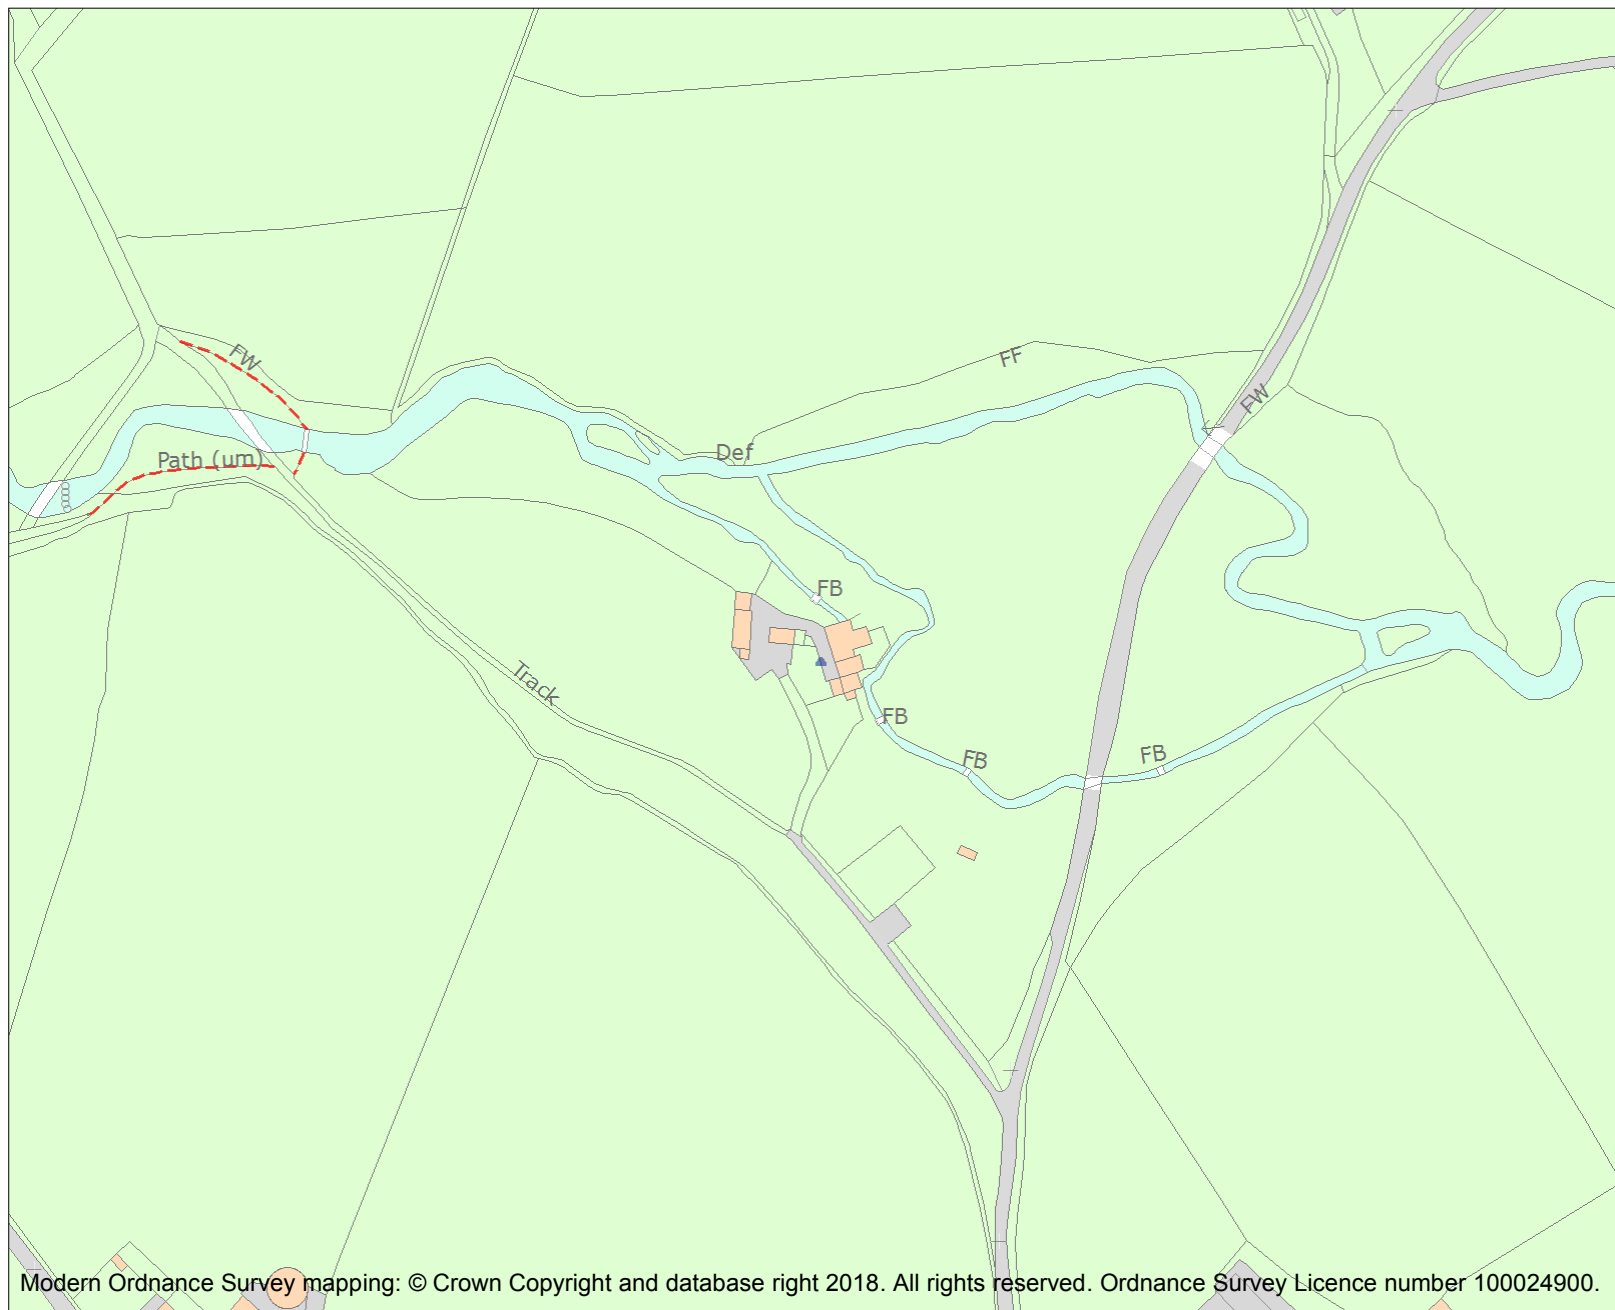 FW
FF
FW
Def
Path (um)
FB
Track
FB
FB
FB
Modern Ordnance Survey mapping: © Crown Copyright and database right 2018. All rights reserved. Ordnance Survey Licence number 100024900.